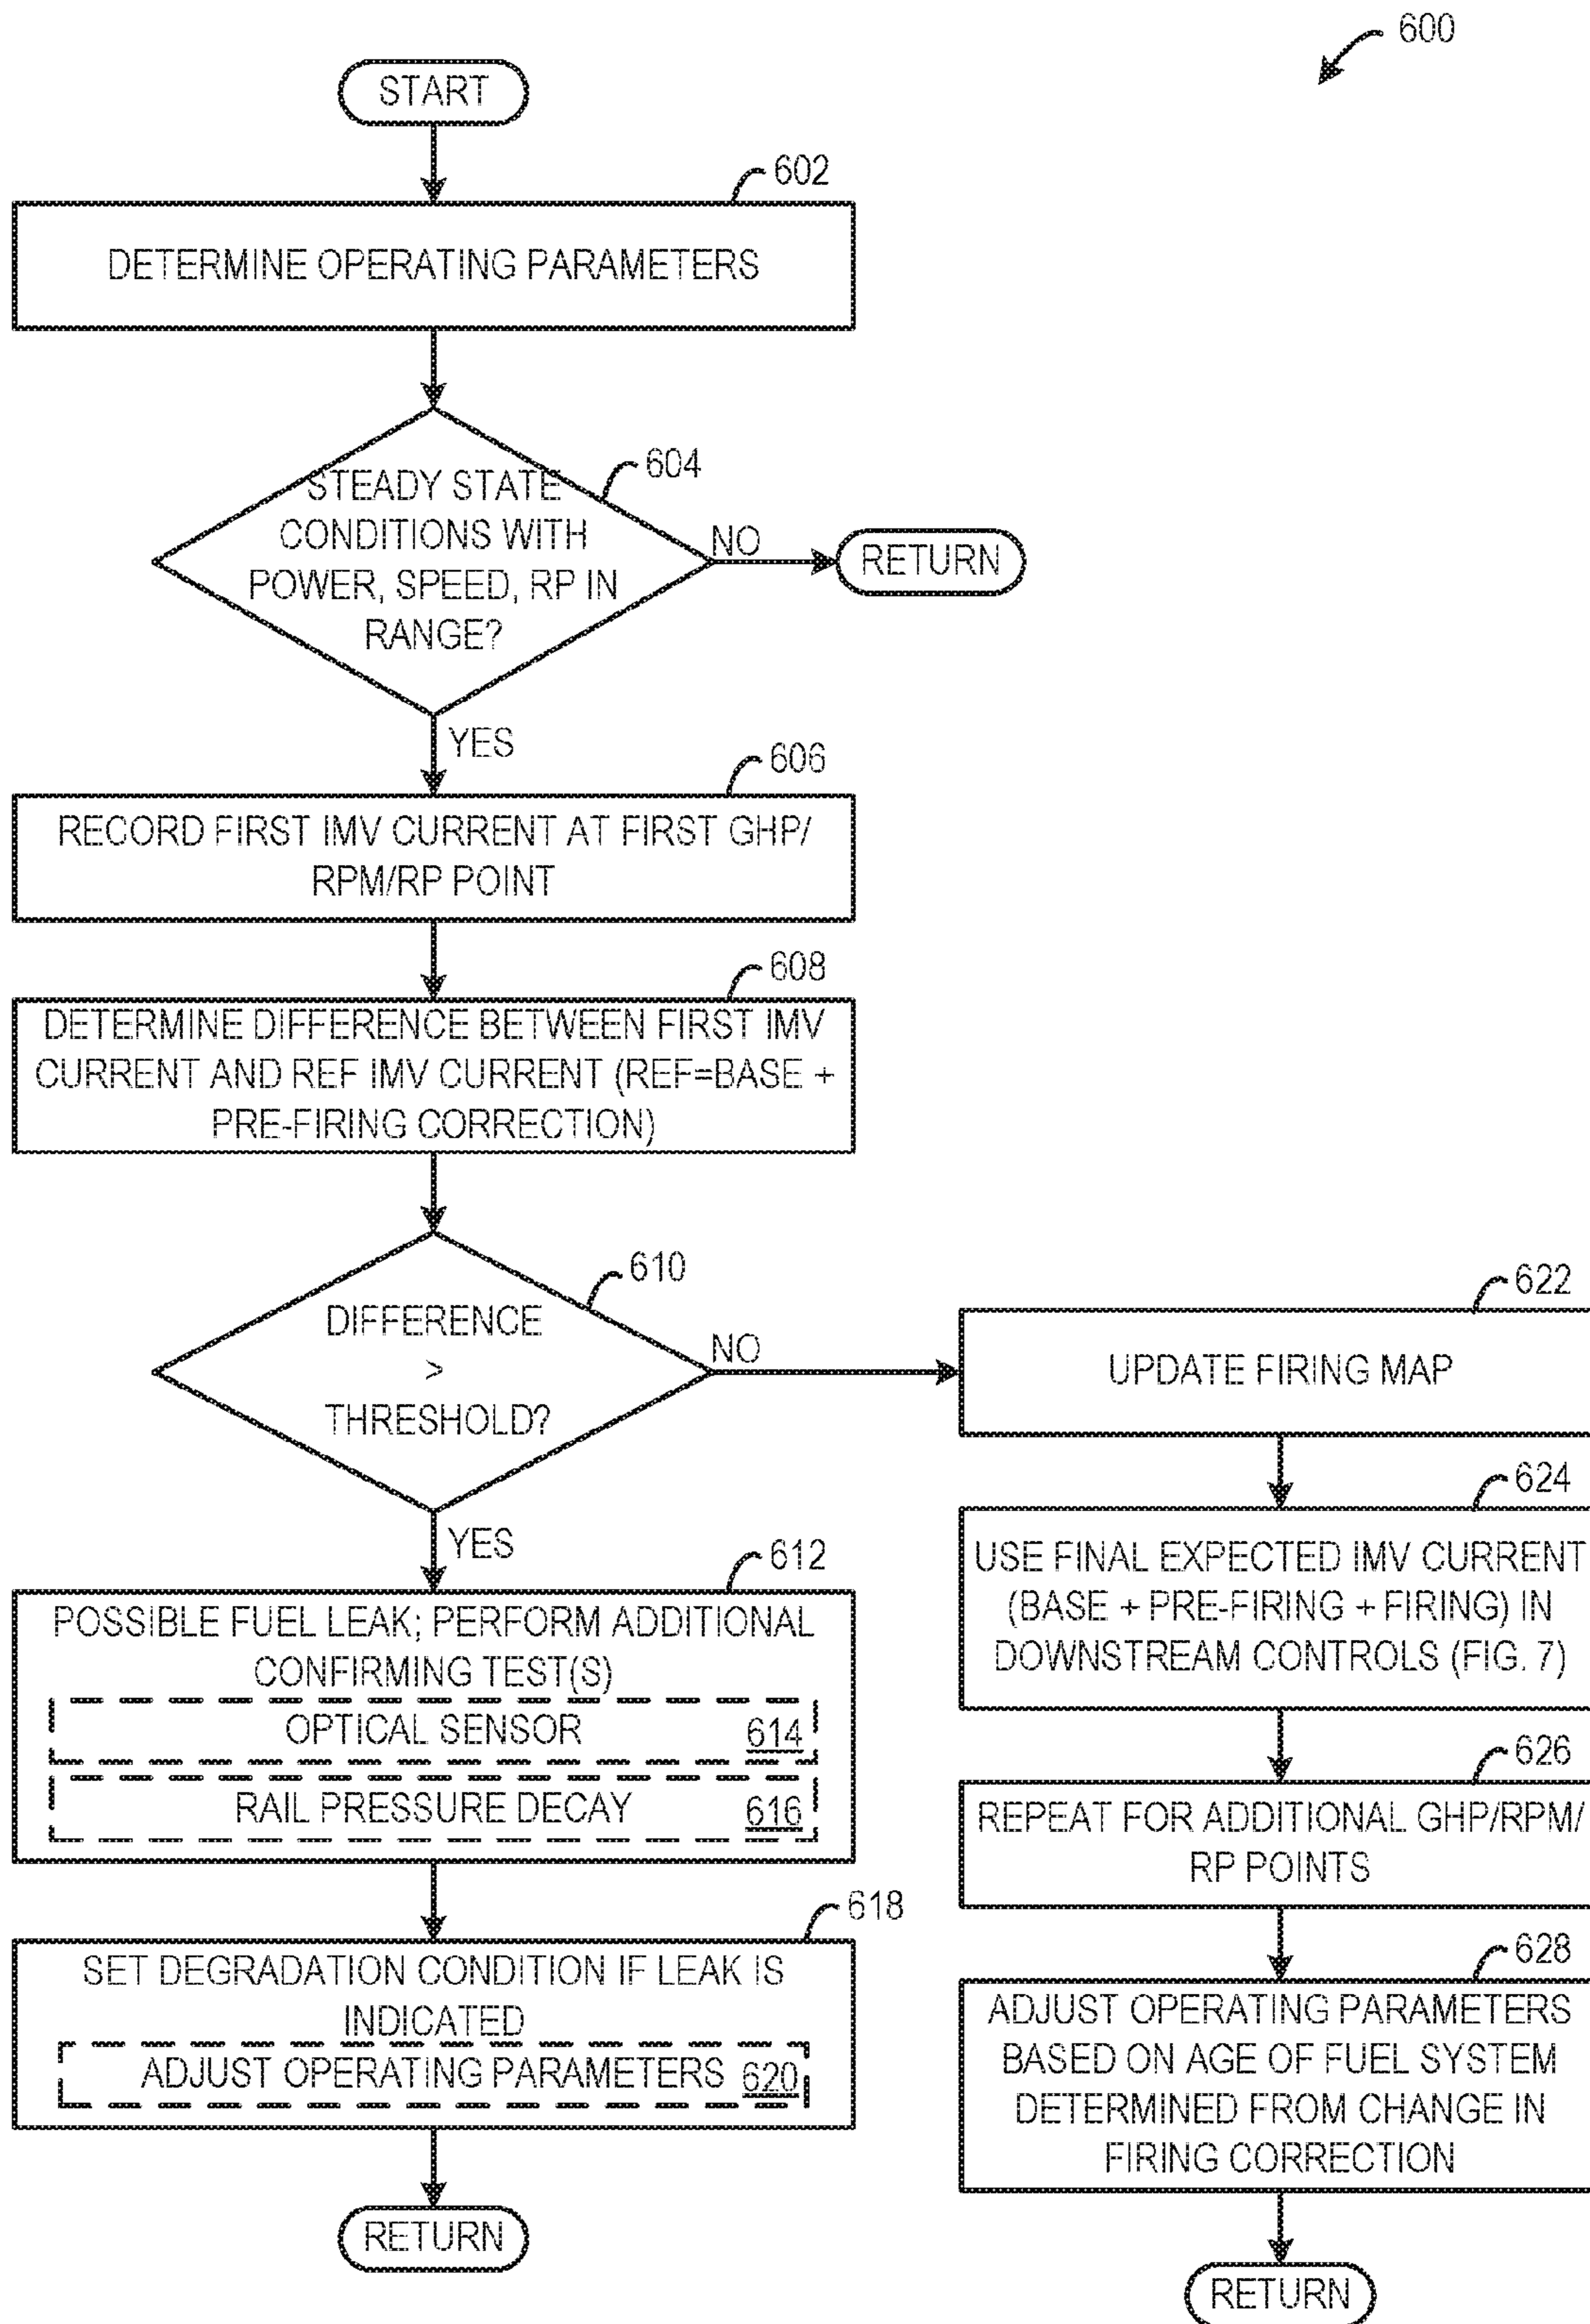 600
START
602
DETERMINE OPERATING PARAMETERS
604
STEADY STATE
CONDITIONS WITH
POWER, SPEED, RP IN
RANGE?
NO
RETURN
YES
606
RECORD FIRST IMV CURRENT AT FIRST GHP/
RPM/RP POINT
608
DETERMINE DIFFERENCE BETWEEN FIRST IMV
CURRENT AND REF IMV CURRENT (REF=BASE +
PRE-FIRING CORRECTION)
610
DIFFERENCE
>
THRESHOLD?
NO
YES
612
POSSIBLE FUEL LEAK; PERFORM ADDITIONAL
CONFIRMING TEST(S)
OPTICAL SENSOR 614
RAIL PRESSURE DECAY 616
618
SET DEGRADATION CONDITION IF LEAK IS
INDICATED
ADJUST OPERATING PARAMETERS 620
RETURN
622
UPDATE FIRING MAP
624
USE FINAL EXPECTED IMV CURRENT
(BASE + PRE-FIRING + FIRING) IN
DOWNSTREAM CONTROLS (FIG. 7)
626
REPEAT FOR ADDITIONAL GHP/RPM/
RP POINTS
628
ADJUST OPERATING PARAMETERS
BASED ON AGE OF FUEL SYSTEM
DETERMINED FROM CHANGE IN
FIRING CORRECTION
RETURN